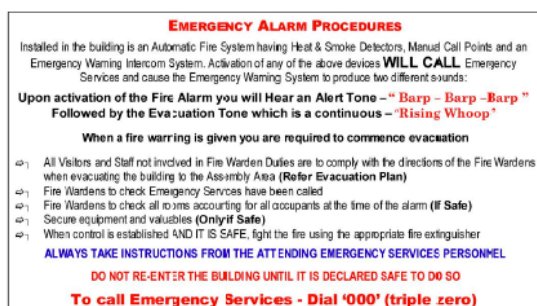 EMERGENCY ALARM PROCEDURES
Installed in the building is an Automatic Fire System having Heat & Smoke Detectors, Manual Call Points and an
Emergency Warning Intercom System. Activation of any of the above devices WILL CALL Emergency
Services and cause the Emergency Warning System to produce two different sounds:
Upon activation of the Fire Alarm you will Hear an Alert Tone – “ Barp – Barp –Barp ”
Followed by the Evacuation Tone which is a continuous – “Rising Whoop’
When a fire warning is given you are required to commence evacuation
All Visitors and Staff not involved in Fire Warden Duties are to comply with the directions of the Fire Wardens
when evacuating the building to the Assembly Area (Refer Evacuation Plan)
Fire Wardens to check Emergency Services have been called
Fire Wardens to check all rooms accounting for all occupants at the time of the alarm (If Safe)
Secure equipment and valuables (Only if Safe)
When control is established AND IT IS SAFE, fight the fire using the appropriate fire extinguisher
ALWAYS TAKE INSTRUCTIONS FROM THE ATTENDING EMERGENCY SERVICES PERSONNEL
DO NOT RE-ENTER THE BUILDING UNTIL IT IS DECLARED SAFE TO DO SO
To call Emergency Services - Dial ‘000’ (triple zero)